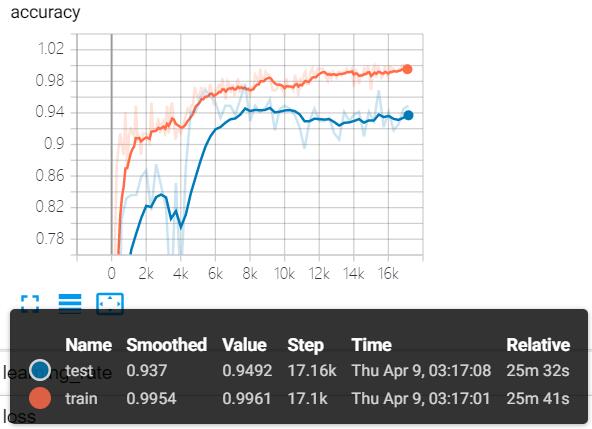 accuracy
1.02
0.98
0.94
0.9
0.86
0.82
0.78
0 2k 4k 6k 8k 10k 12k 14k 16k
Name Smoothed Value Step Time Relative
learning_rate
test 0.937 0.9492 17.16k Thu Apr 9, 03:17:08 25m 32s
train 0.9954 0.9961 17.1k Thu Apr 9, 03:17:01 25m 41s
loss